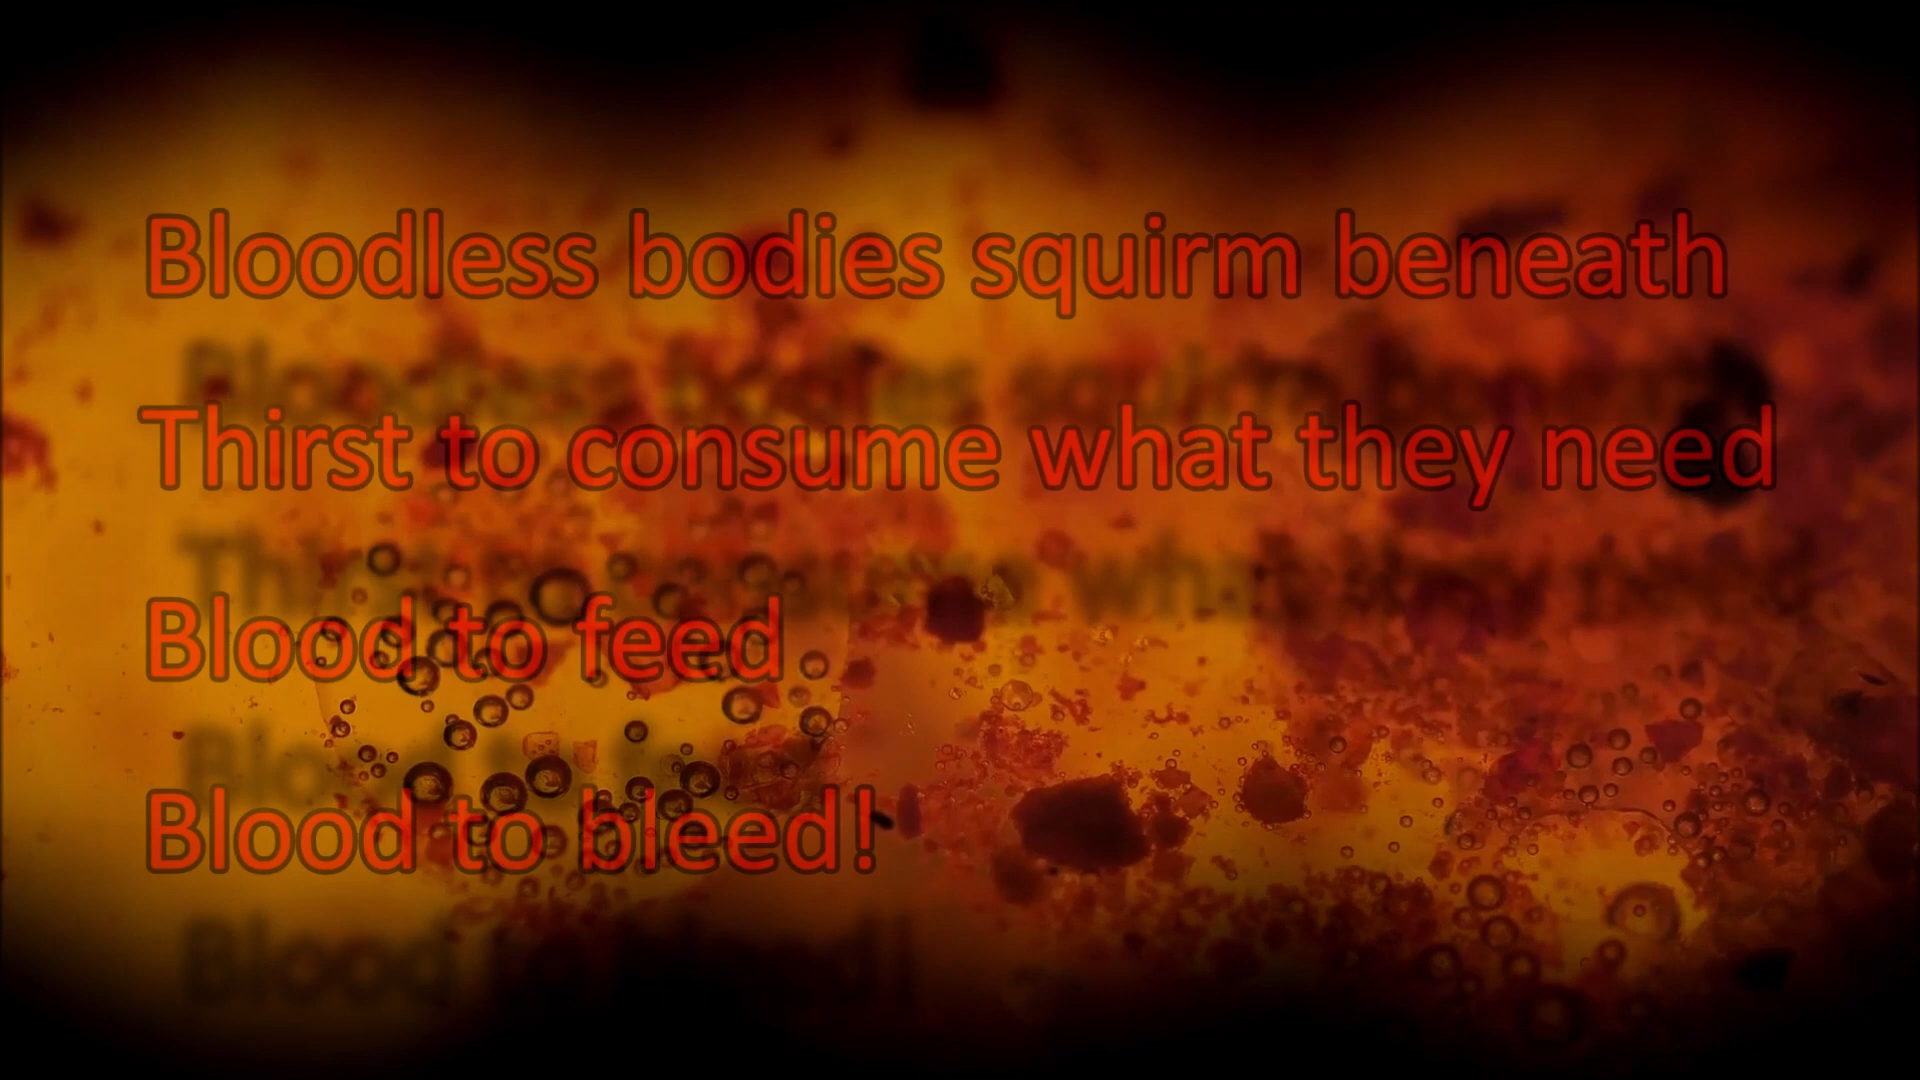 Bloodless bodies squirm beneath
Thirst to consume what they need
Blood to feed
Blood to bleed!